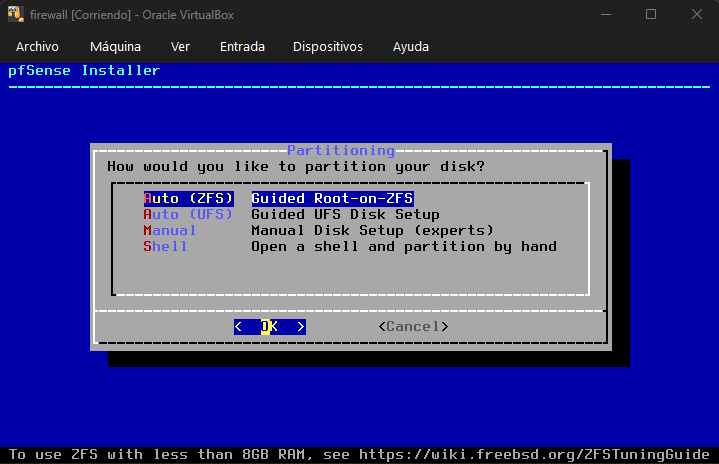 firewall [Corriendo] - Oracle VirtualBox
Archivo Máquina Ver Entrada Dispositivos Ayuda
pfSense Installer
Partitioning
How would you like to partition your disk?
Auto (ZFS) Guided Root-on-ZFS
Auto (UFS) Guided UFS Disk Setup
Manual Manual Disk Setup (experts)
Shell Open a shell and partition by hand
< OK > <Cancel>
To use ZFS with less than 8GB RAM, see https://wiki.freebsd.org/ZFSTuningGuide